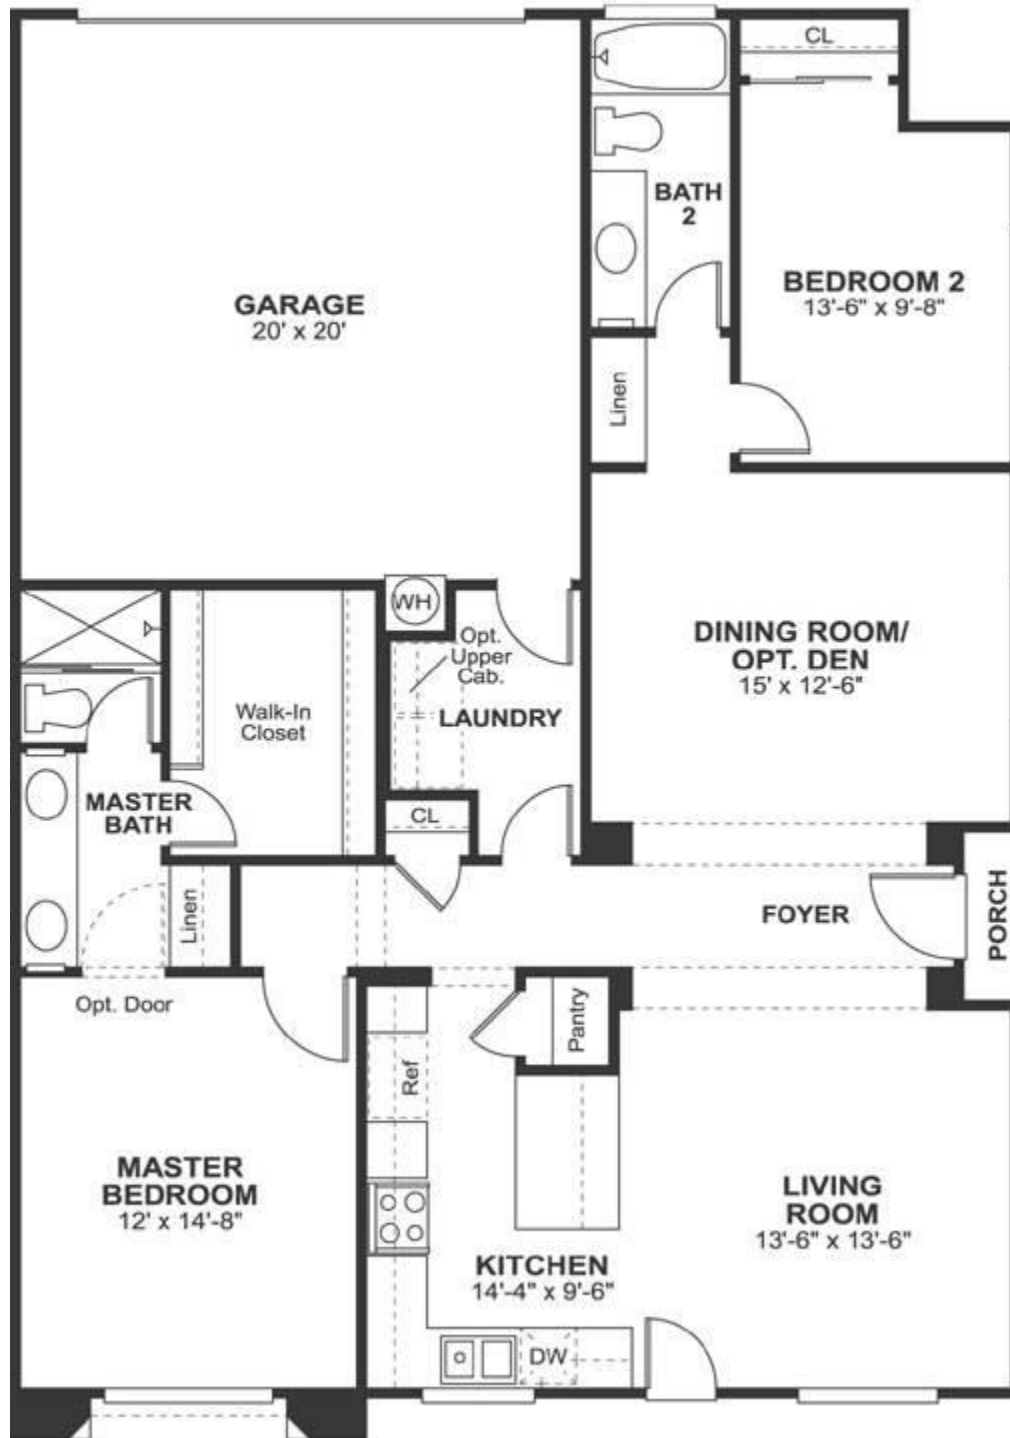 CL
BATH
2
BEDROOM 2
13'-6" x 9'-8"
GARAGE
20' x 20'
Linen
WH
Opt.
Upper
Cab.
DINING ROOM/
OPT. DEN
15' x 12'-6"
Walk-In
Closet
LAUNDRY
MASTER
BATH
CL
Linen
FOYER
PORCH
Opt. Door
Pantry
Ref
MASTER
BEDROOM
12' x 14'-8"
LIVING
ROOM
13'-6" x 13'-6"
KITCHEN
14'-4" x 9'-6"
DW